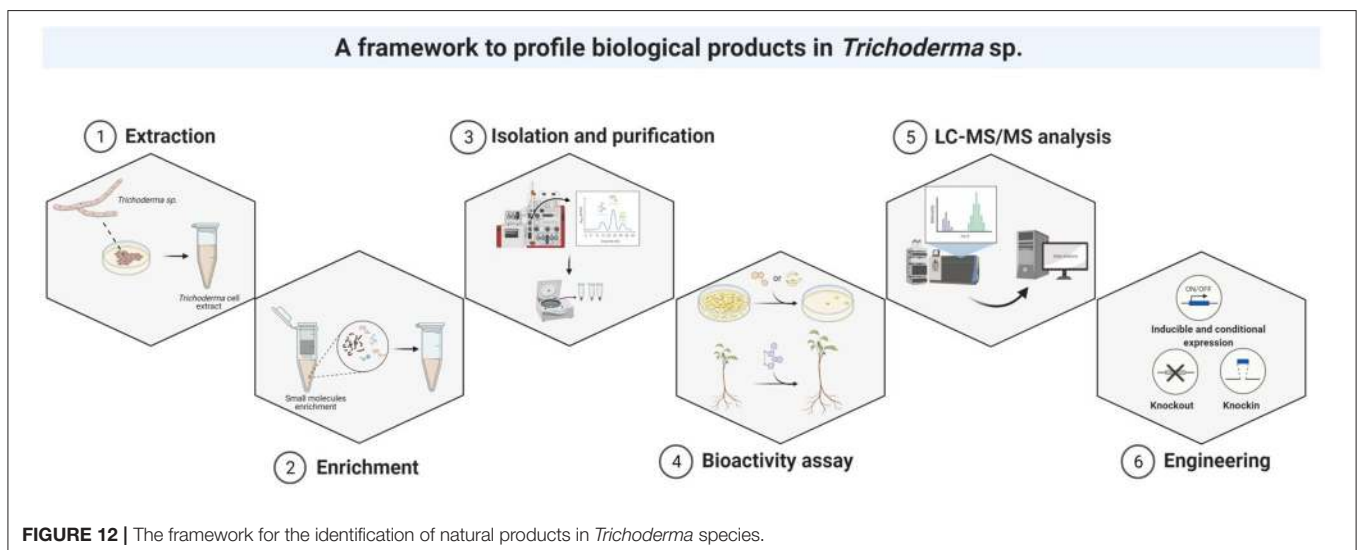 A framework to profile biological products in Trichoderma sp.
1 Extraction
Trichoderma sp.
Trichoderma cell
extract
2 Enrichment
Small molecules
enrichment
3 Isolation and purification
4 Bioactivity assay
or
5 LC-MS/MS analysis
6 Engineering
ON/OFF
Inducible and conditional
expression
Knockout
Knockin
FIGURE 12 | The framework for the identification of natural products in Trichoderma species.